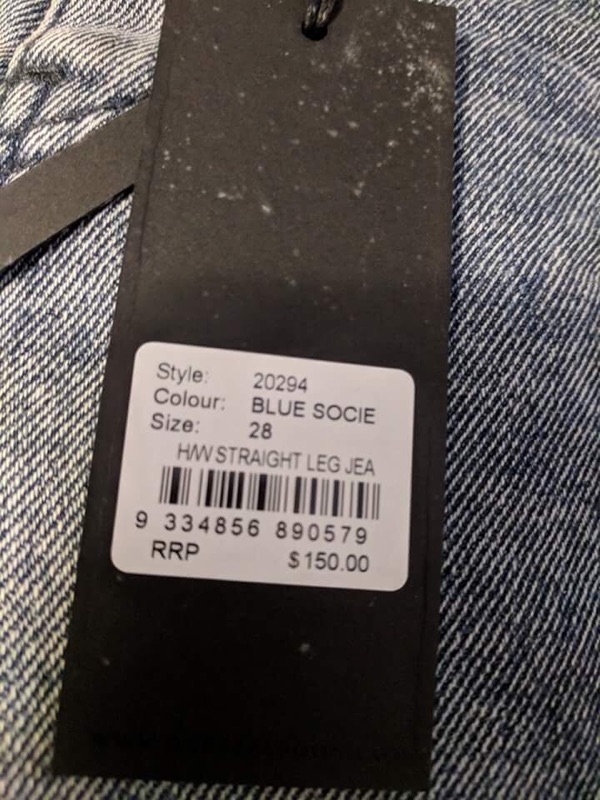 Style: 20294
Colour: BLUE SOCIE
Size: 28
H/W STRAIGHT LEG JEA
9 334856 890579
RRP $150.00